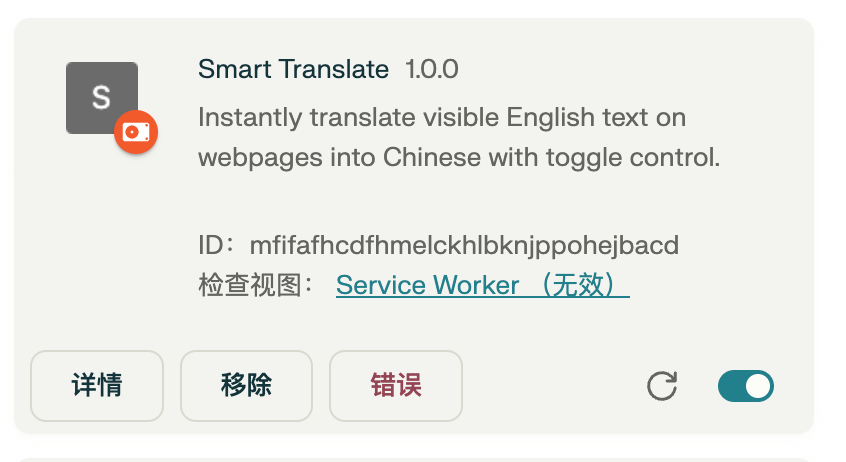 S
Smart Translate 1.0.0
Instantly translate visible English text on
webpages into Chinese with toggle control.
ID：mfifafhcdfhmelckhlbknjppohejbacd
检查视图： Service Worker （无效）
详情 移除 错误